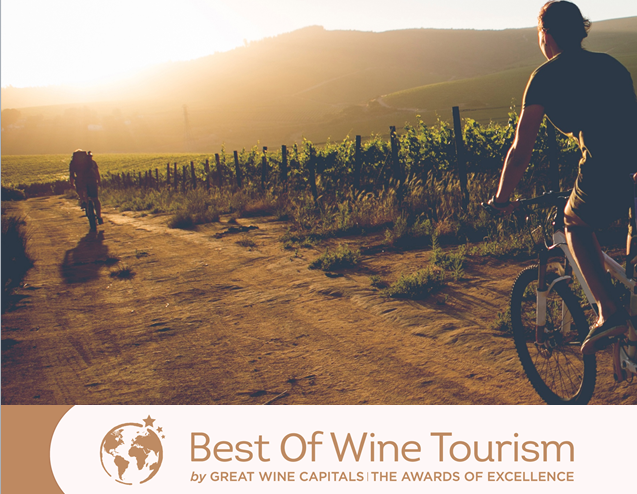 Best Of Wine Tourism
by GREAT WINE CAPITALS | THE AWARDS OF EXCELLENCE